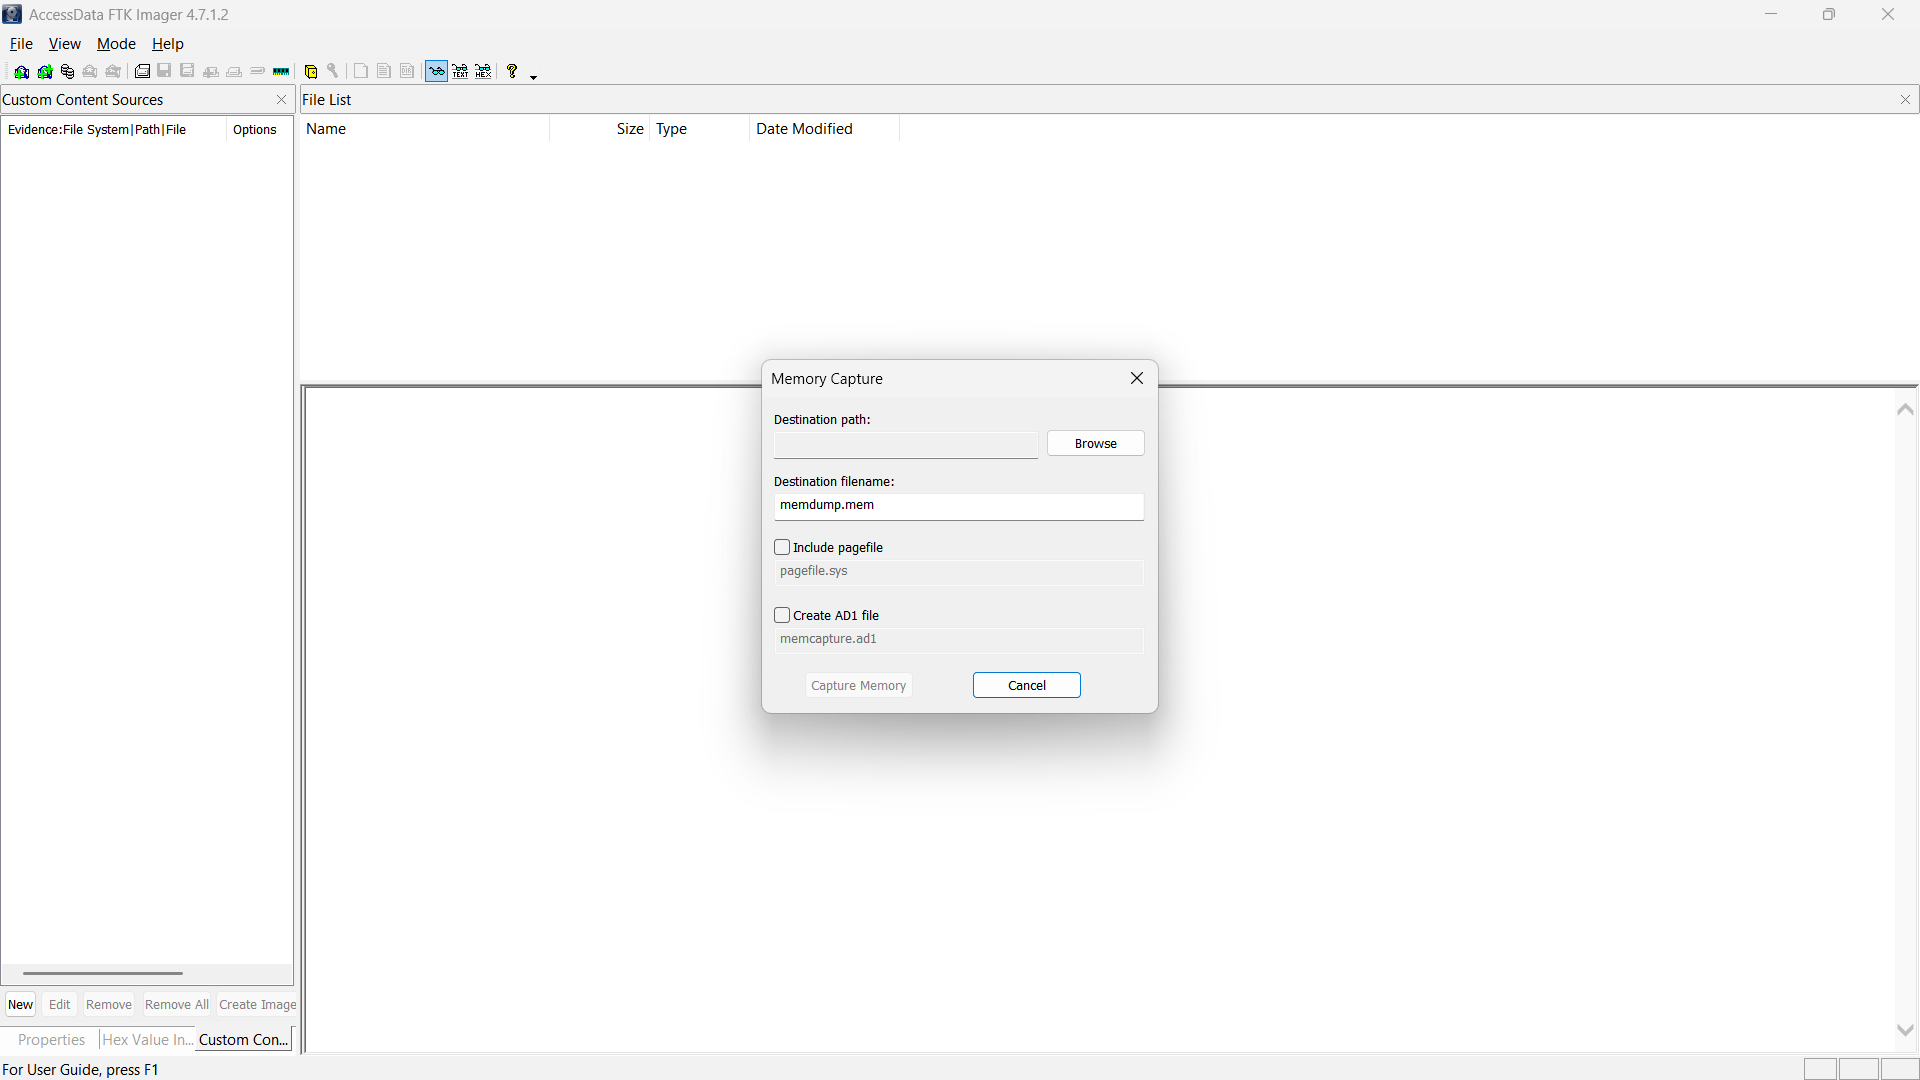 AccessData FTK Imager 4.7.1.2
File View Mode Help
TEXT HEX
Custom Content Sources
File List
Evidence:File System|Path|File Options
Name Size Type Date Modified
Memory Capture
Destination path:
Browse
Destination filename:
memdump.mem
Include pagefile
pagefile.sys
Create AD1 file
memcapture.ad1
Capture Memory Cancel
New Edit Remove Remove All Create Image
Properties Hex Value In... Custom Con...
For User Guide, press F1